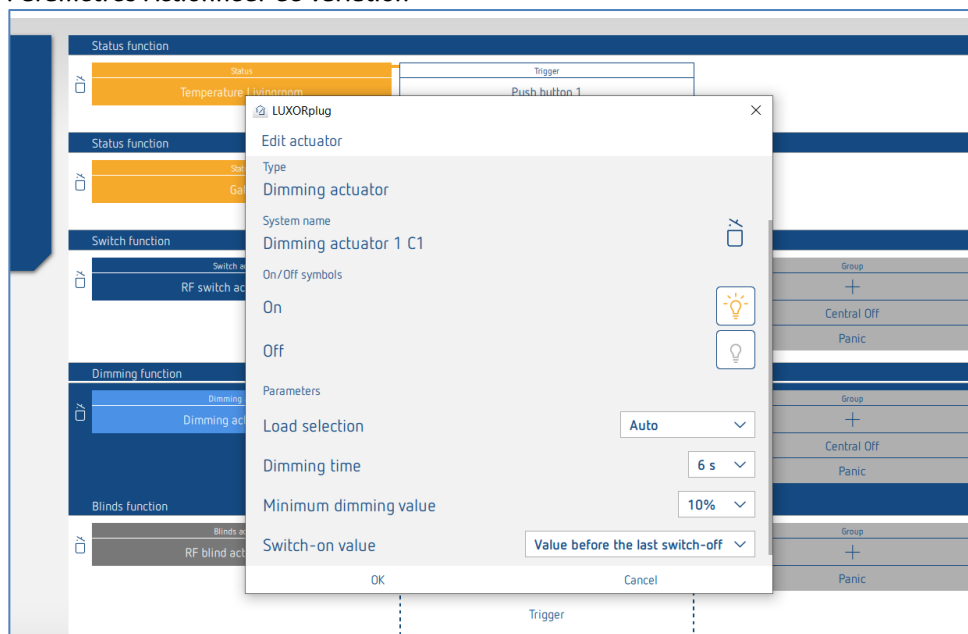 Status function
Status
Trigger
Temperature Livingroom
Push button 1
LUXORplug
Edit actuator
Status function
Type
Dimming actuator
System name
Dimming actuator 1 C1
Switch function
On/Off symbols
Group
RF switch
On
Central Off
Panic
Off
Dimming function
Parameters
Dimming
Group
Dimming
Load selection
Auto
Central Off
Dimming time
6 s
Panic
Blinds function
Minimum dimming value
10%
Blinds
Group
RF blind
Switch-on value
Value before the last switch-off
Panic
OK
Cancel
Trigger